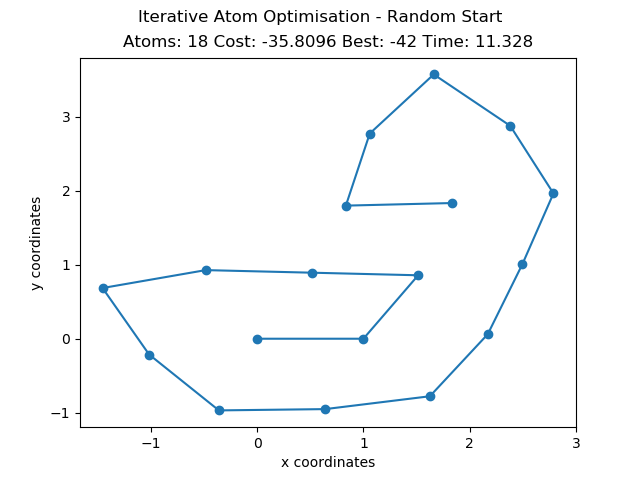 Iterative Atom Optimisation - Random Start
Atoms: 18 Cost: -35.8096 Best: -42 Time: 11.328
3
2
1
0
−1
y coordinates
−1 0 1 2 3
x coordinates